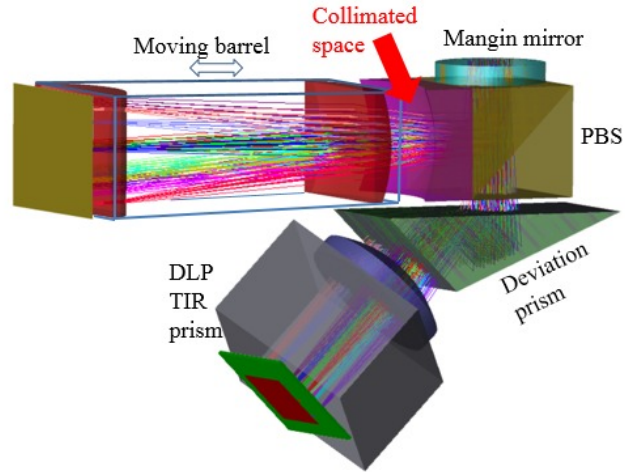 Collimated
space
Moving barrel
Mangin mirror
PBS
DLP
TIR
prism
Deviation
prism